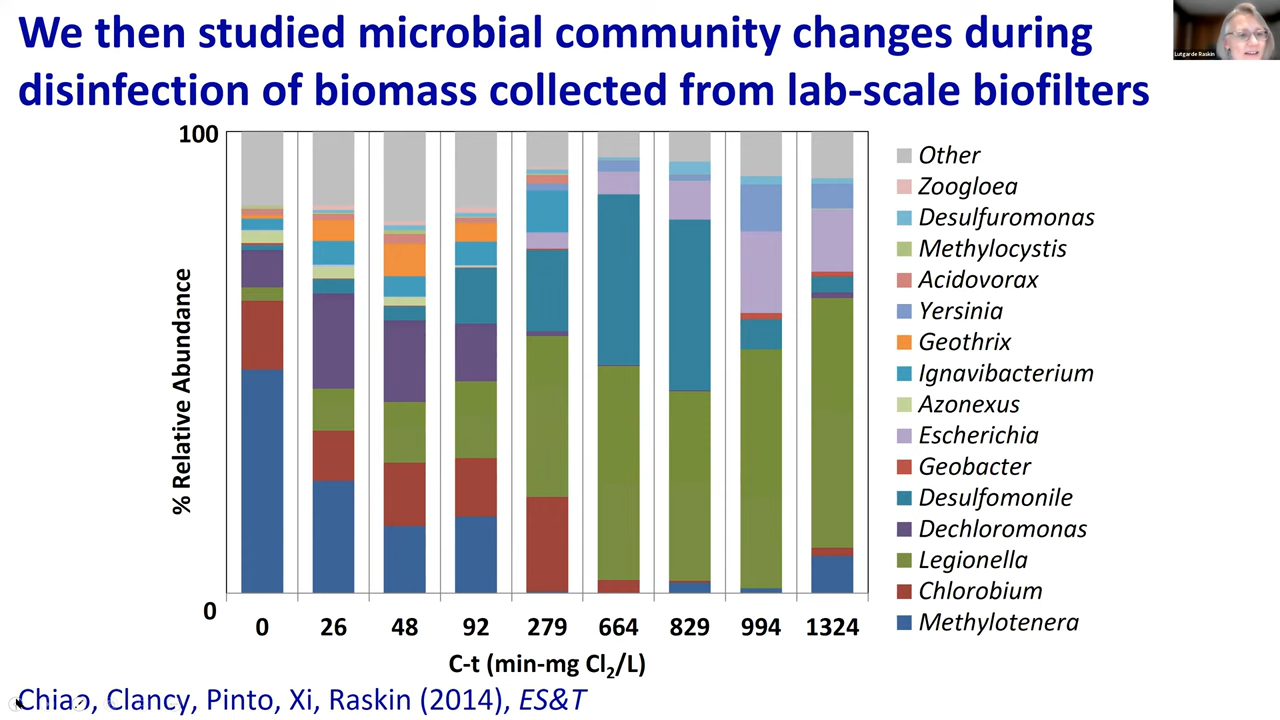 We then studied microbial community changes during
disinfection of biomass collected from lab-scale biofilters
Lutgarde Raskin
100
% Relative Abundance
0
0 26 48 92 279 664 829 994 1324
C-t (min-mg Cl₂/L)
Other
Zoogloea
Desulfuromonas
Methylocystis
Acidovorax
Yersinia
Geothrix
Ignavibacterium
Azonexus
Escherichia
Geobacter
Desulfomonile
Dechloromonas
Legionella
Chlorobium
Methylotenera
Chiao, Clancy, Pinto, Xi, Raskin (2014), ES&T